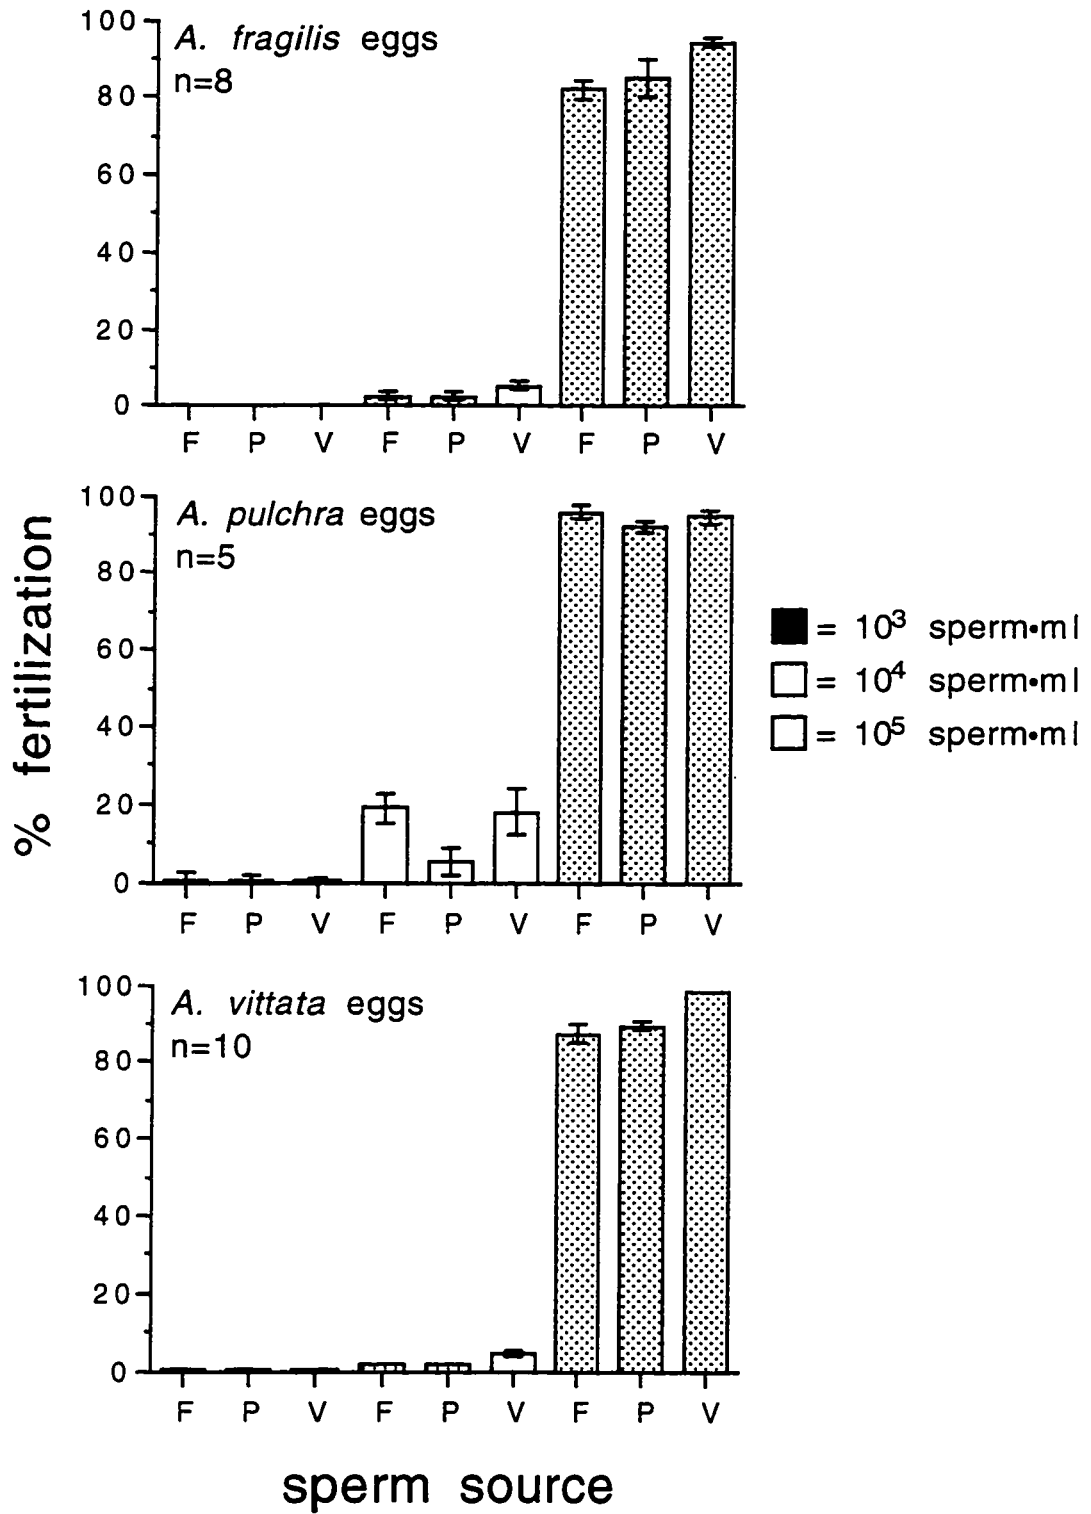 100
80
60
40
20
0
A. fragilis eggs
n=8
F P V F P V F P V
% fertilization
100
80
60
40
20
0
A. pulchra eggs
n=5
F P V F P V F P V
= 10³ sperm•ml
= 10⁴ sperm•ml
= 10⁵ sperm•ml
100
80
60
40
20
0
A. vittata eggs
n=10
F P V F P V F P V
sperm source